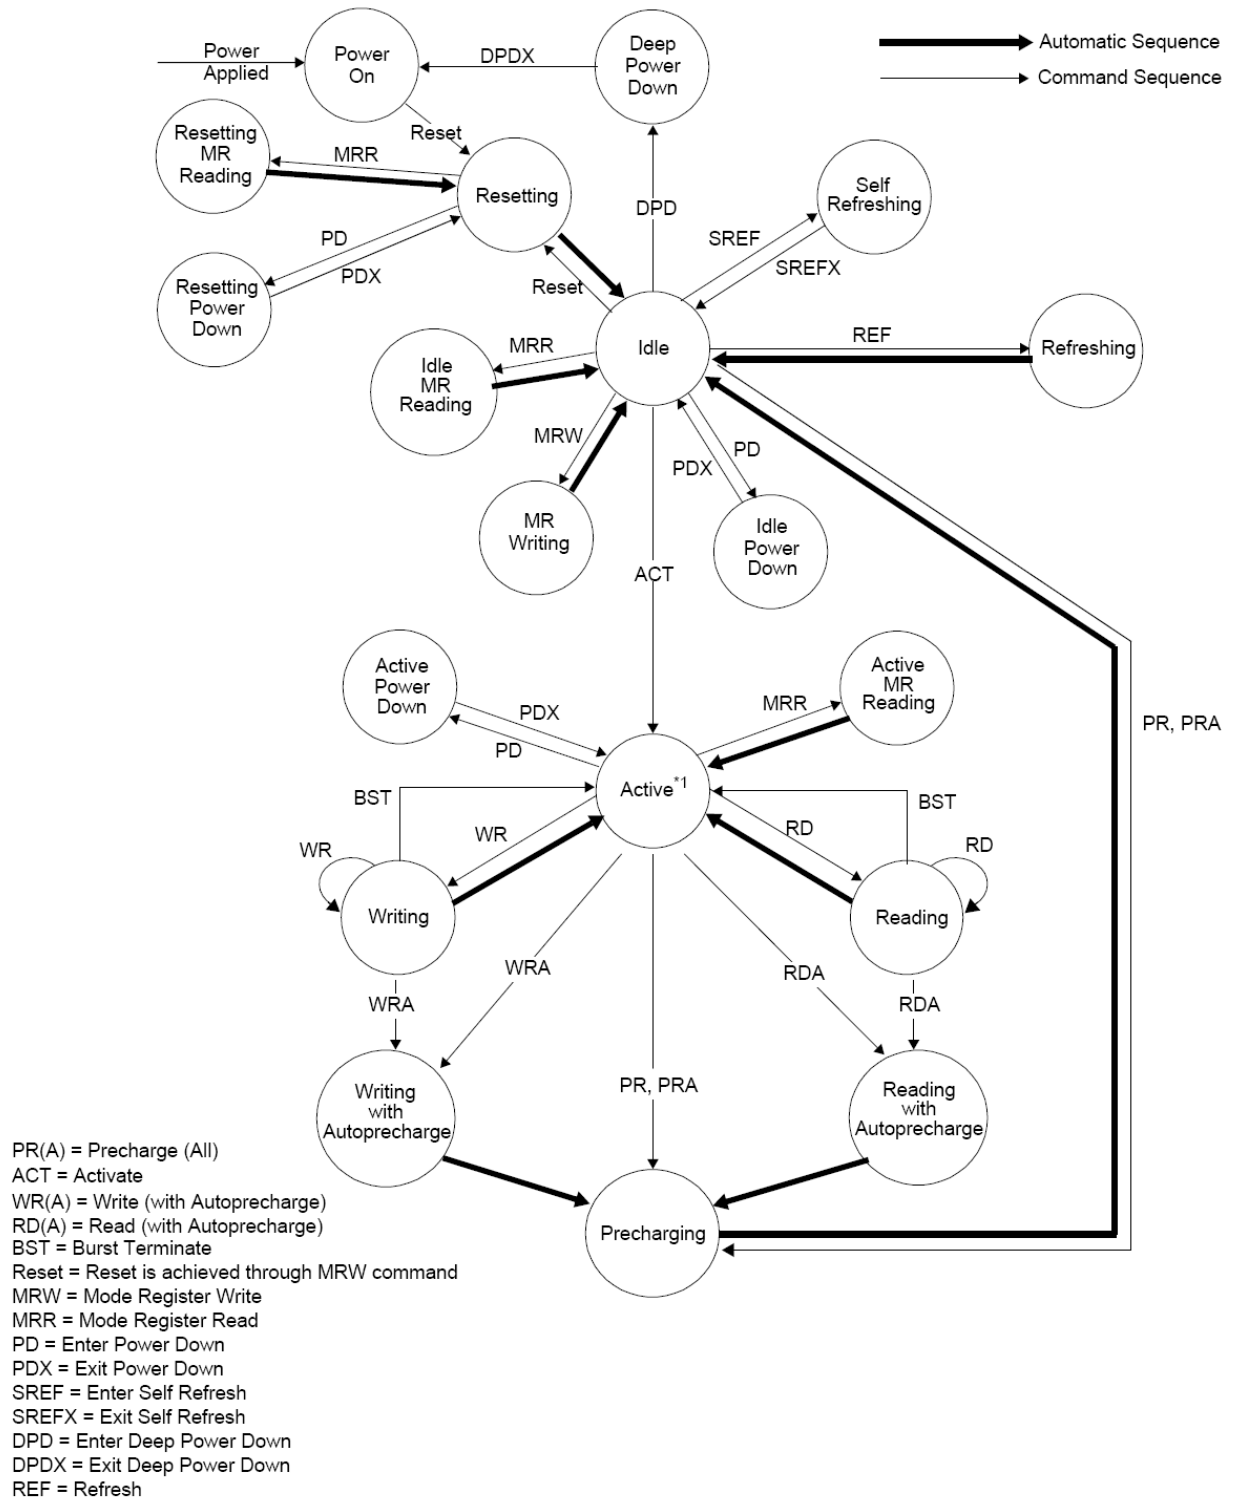 Power
Applied
Power
On
DPDX
Deep
Power
Down
Automatic Sequence
Command Sequence
Reset
Resetting
MR
Reading
MRR
Resetting
DPD
Self
Refreshing
SREF
SREFX
PD
PDX
Resetting
Power
Down
Reset
Idle
REF
Refreshing
MRR
Idle
MR
Reading
MRW
PD
PDX
MR
Writing
Idle
Power
Down
ACT
Active
Power
Down
PDX
PD
Active
MR
Reading
MRR
PR, PRA
Active*1
BST
BST
WR
RD
WR
RD
Writing
Reading
WRA
RDA
WRA
RDA
PR, PRA
Writing
with
Autoprecharge
Reading
with
Autoprecharge
Precharging
PR(A) = Precharge (All)
ACT = Activate
WR(A) = Write (with Autoprecharge)
RD(A) = Read (with Autoprecharge)
BST = Burst Terminate
Reset = Reset is achieved through MRW command
MRW = Mode Register Write
MRR = Mode Register Read
PD = Enter Power Down
PDX = Exit Power Down
SREF = Enter Self Refresh
SREFX = Exit Self Refresh
DPD = Enter Deep Power Down
DPDX = Exit Deep Power Down
REF = Refresh